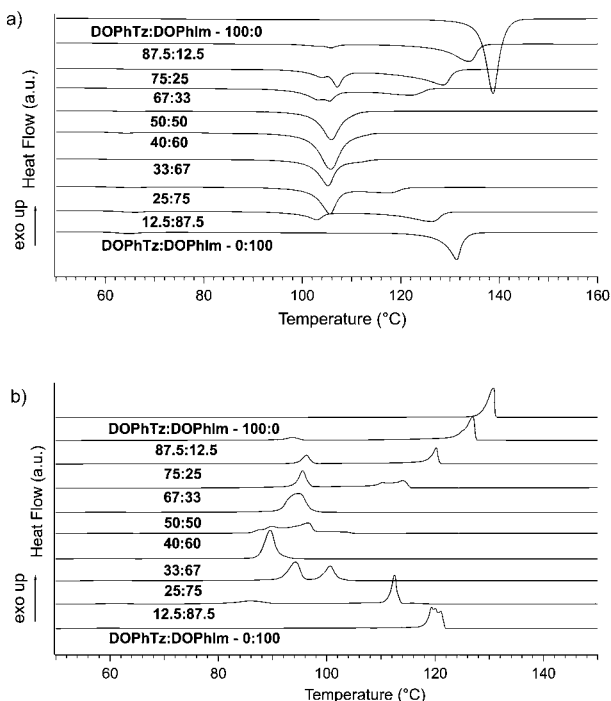 a)
DOPhTz:DOPhIm - 100:0
87.5:12.5
75:25
67:33
50:50
40:60
33:67
25:75
12.5:87.5
DOPhTz:DOPhIm - 0:100
Heat Flow (a.u.)
exo up
60 80 100 120 140 160
Temperature (°C)
b)
DOPhTz:DOPhIm - 100:0
87.5:12.5
75:25
67:33
50:50
40:60
33:67
25:75
12.5:87.5
DOPhTz:DOPhIm - 0:100
Heat Flow (a.u.)
exo up
60 80 100 120 140
Temperature (°C)